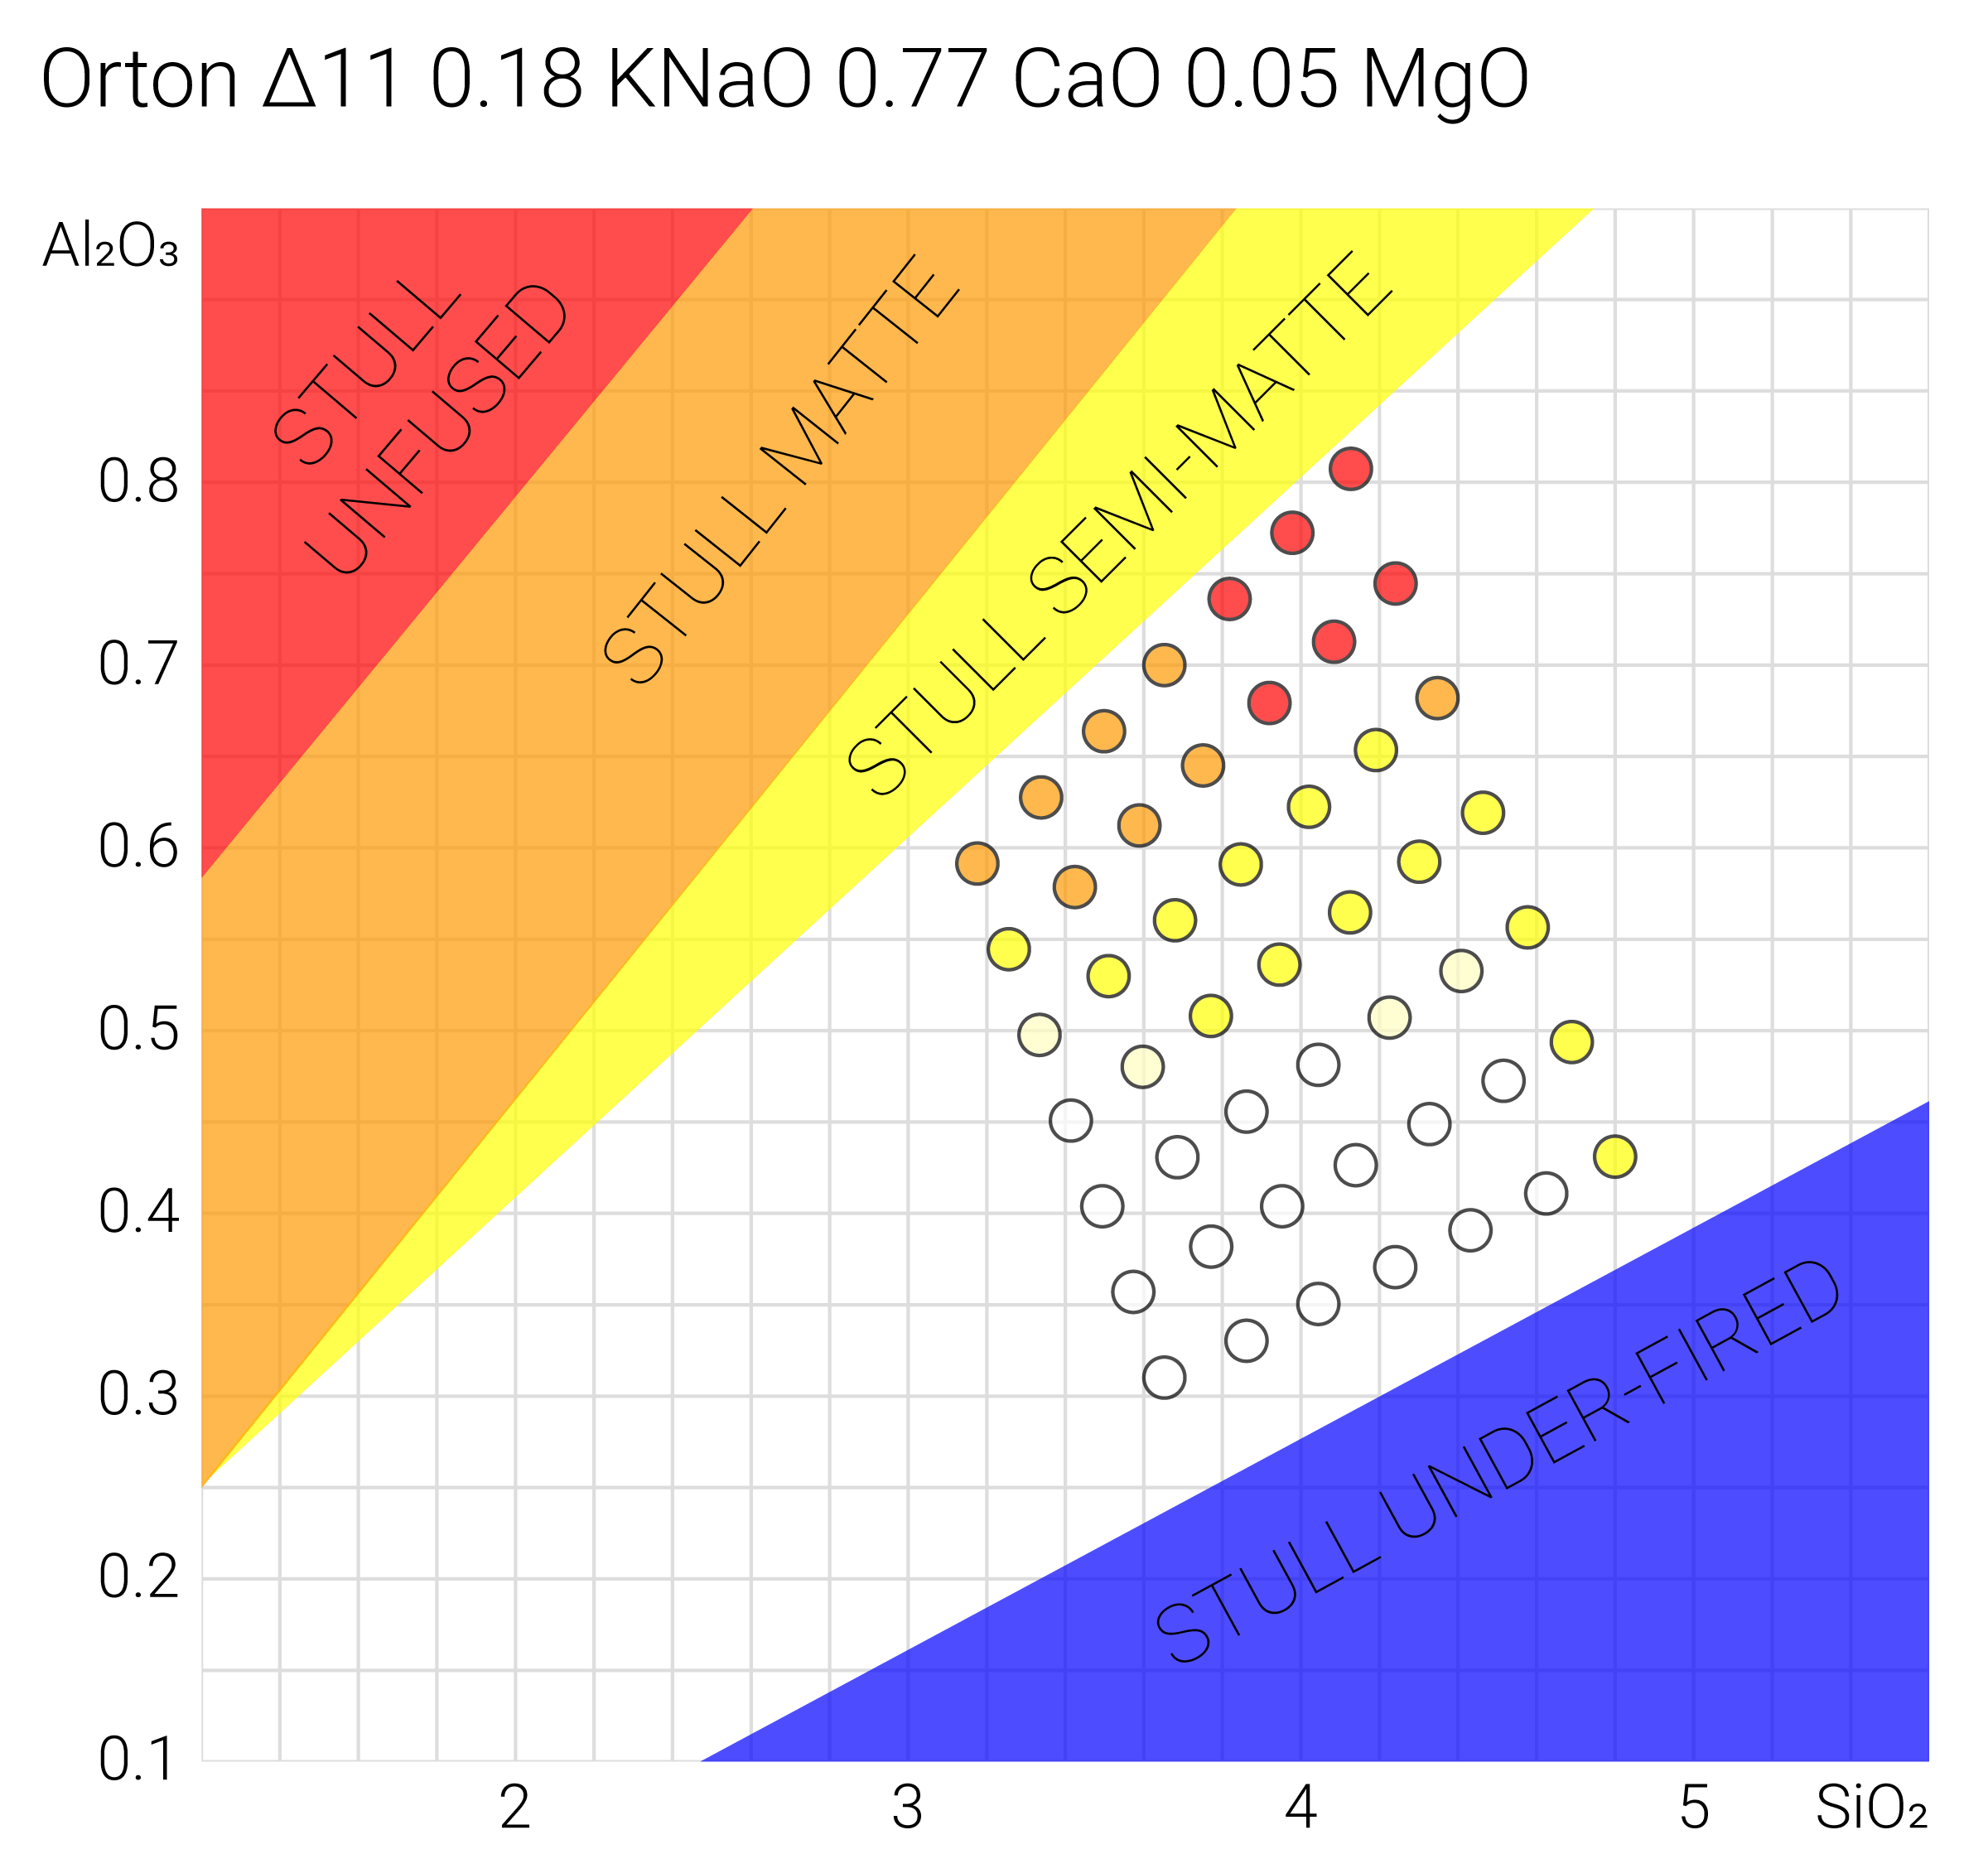 Orton Δ11 0.18 KNaO 0.77 CaO 0.05 MgO
Al₂O₃
STULL
UNFUSED
STULL MATTE
STULL SEMI-MATTE
0.8
0.7
0.6
0.5
0.4
0.3
0.2
0.1
STULL UNDER-FIRED
2
3
4
5
SiO₂